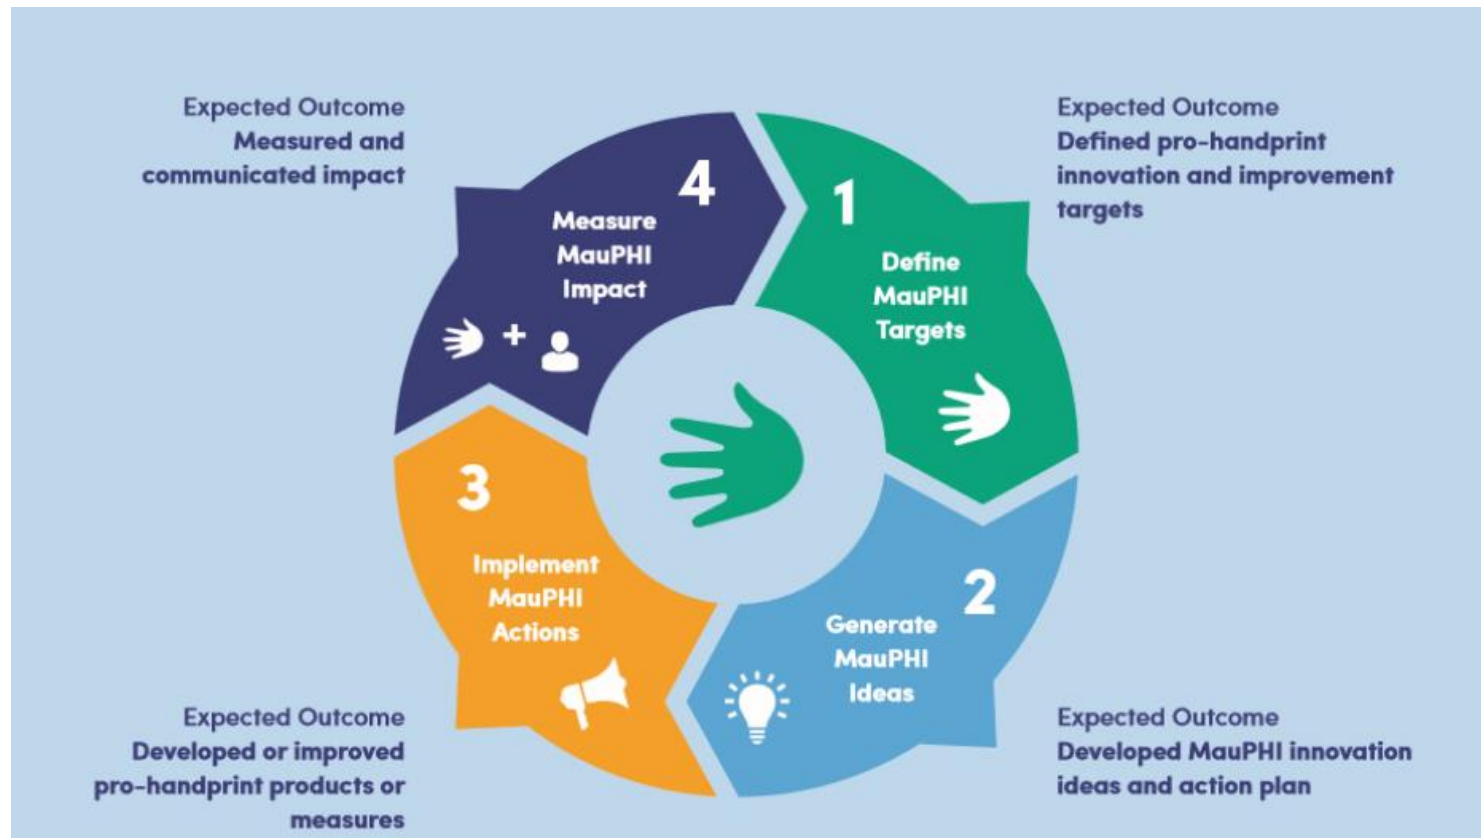 Expected Outcome
Measured and
communicated impact
Expected Outcome
Defined pro-handprint
innovation and improvement
targets
4
Measure
MauPHI
Impact
+
1
Define
MauPHI
Targets
3
Implement
MauPHI
Actions
2
Generate
MauPHI
Ideas
Expected Outcome
Developed or improved
pro-handprint products or
measures
Expected Outcome
Developed MauPHI innovation
ideas and action plan